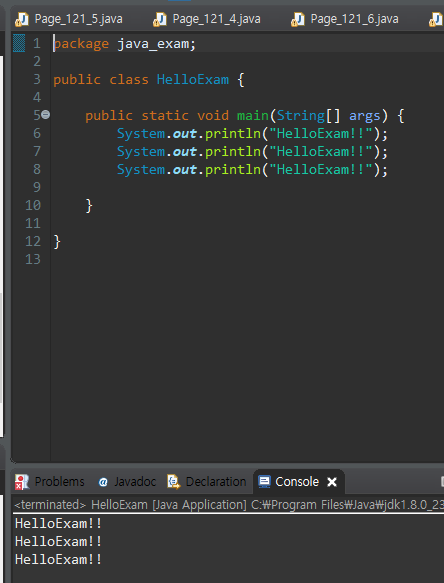 Page_121_5.java Page_121_4.java Page_121_6.java
1 package java_exam;
2
3 public class HelloExam {
4
5 public static void main(String[] args) {
6 System.out.println("HelloExam!!");
7 System.out.println("HelloExam!!");
8 System.out.println("HelloExam!!");
9
10 }
11
12 }
13
Problems @ Javadoc Declaration Console
<terminated> HelloExam [Java Application] C:₩Program Files₩Java₩jdk1.8.0_23
HelloExam!!
HelloExam!!
HelloExam!!